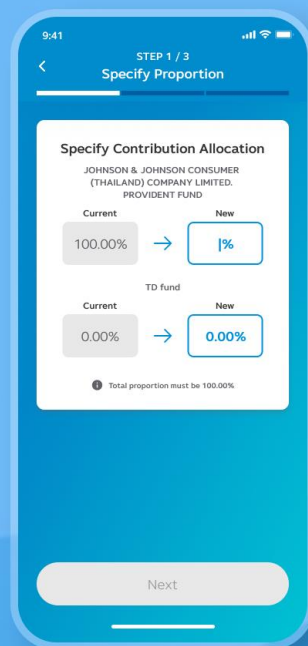 9:41
STEP 1 / 3
Specify Proportion
Specify Contribution Allocation
JOHNSON & JOHNSON CONSUMER
(THAILAND) COMPANY LIMITED.
PROVIDENT FUND
Current New
100.00% → |%
TD fund
Current New
0.00% → 0.00%
Total proportion must be 100.00%
Next